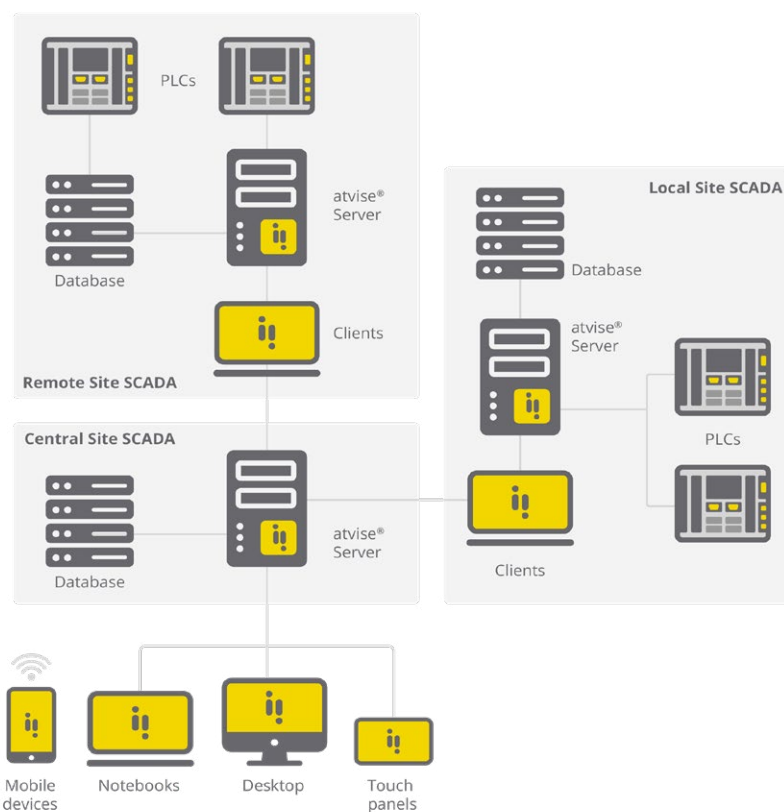 PLCs
atvise®
Server
Database
Clients
Remote Site SCADA
Local Site SCADA
Database
atvise®
Server
PLCs
Clients
Central Site SCADA
atvise®
Server
Database
Mobile
devices
Notebooks
Desktop
Touch
panels